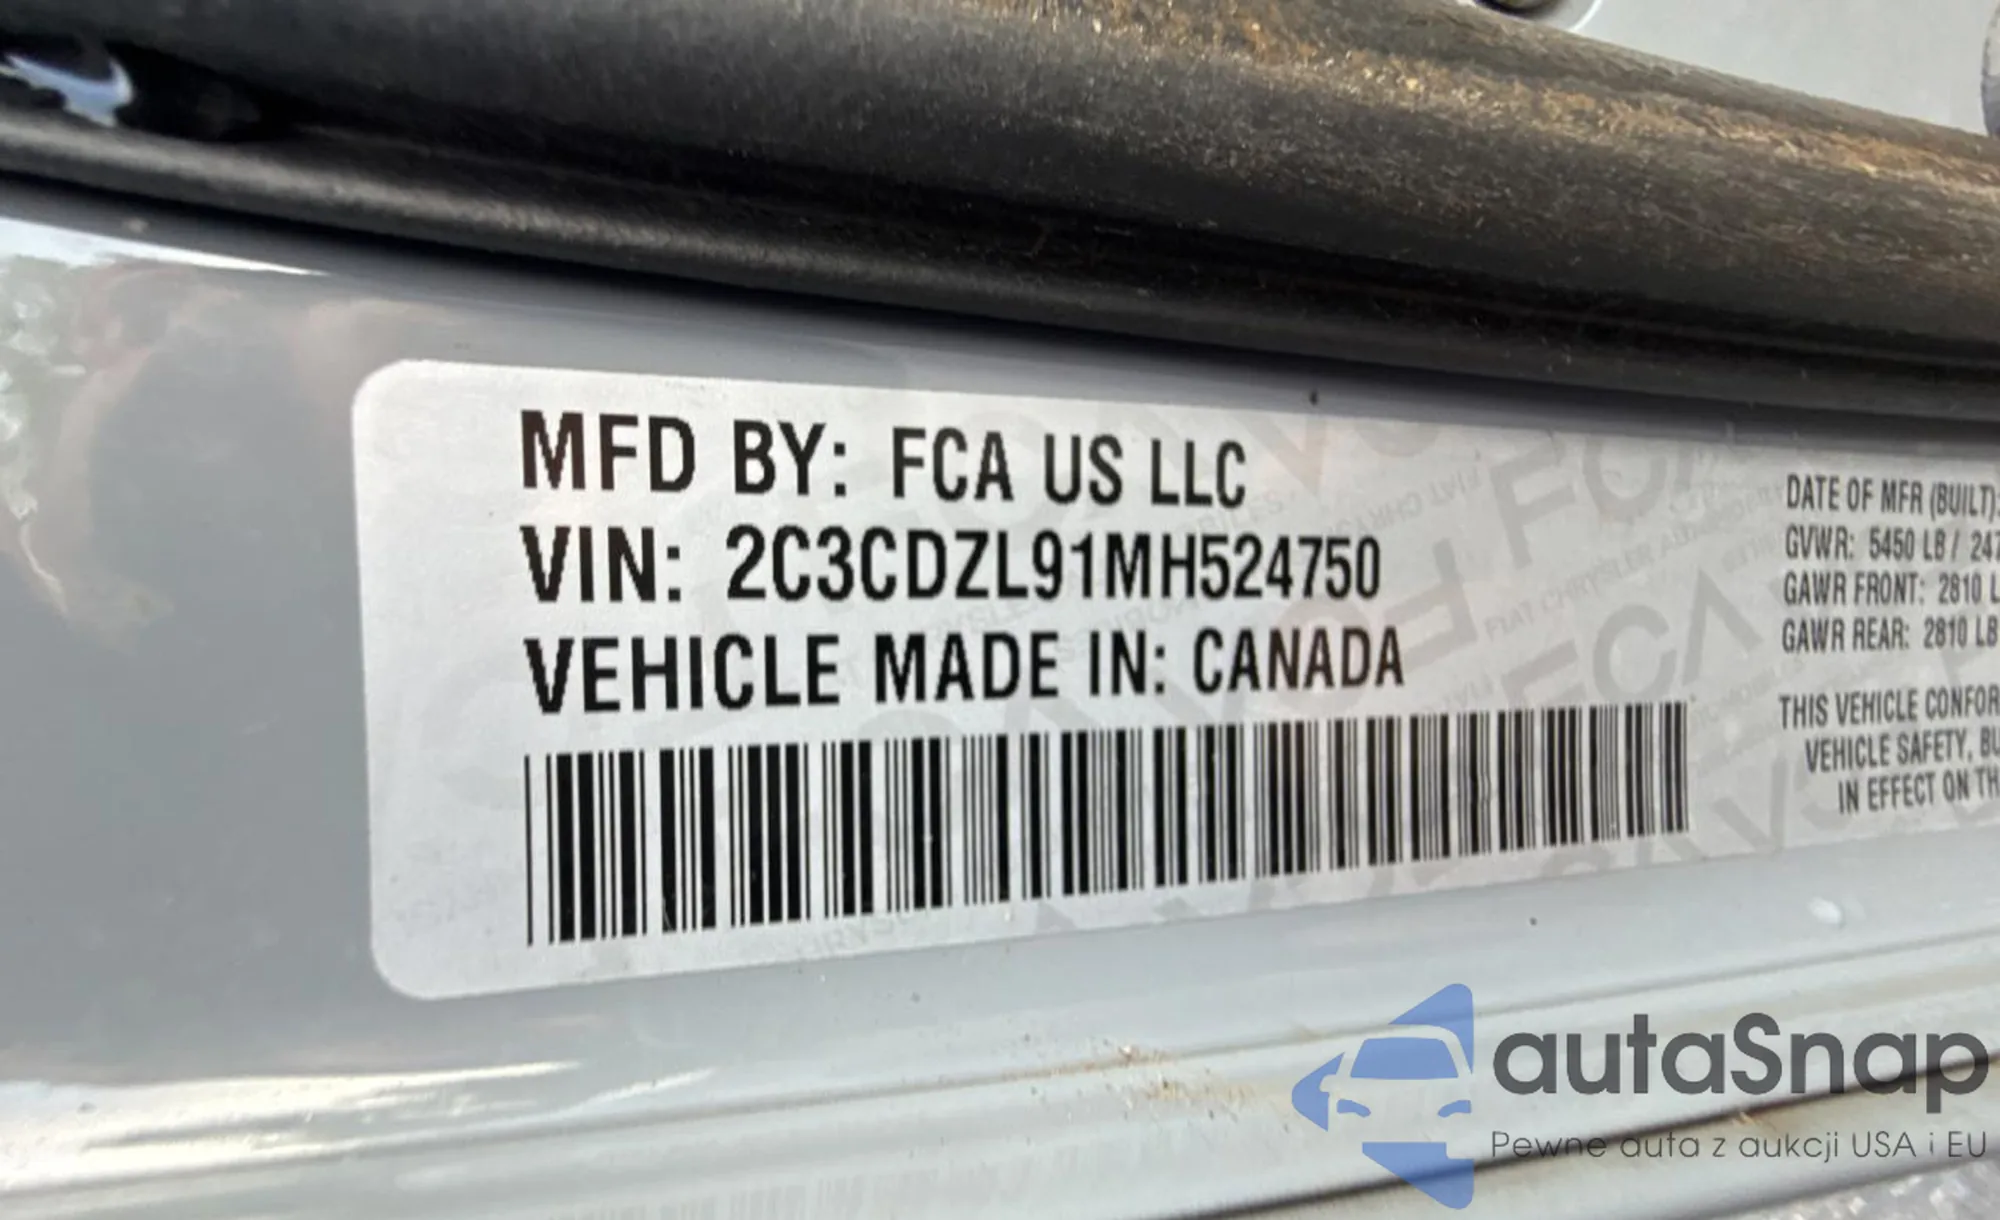 MFD BY: FCA US LLC
VIN: 2C3CDZL91MH524750
VEHICLE MADE IN: CANADA
DATE OF MFR (BUILT):
GVWR: 5450 LB / 247
GAWR FRONT: 2810 L
GAWR REAR: 2810 LB
THIS VEHICLE CONFOR
VEHICLE SAFETY, BU
IN EFFECT ON TH
autaSnap
Pewne auta z aukcji USA i EU